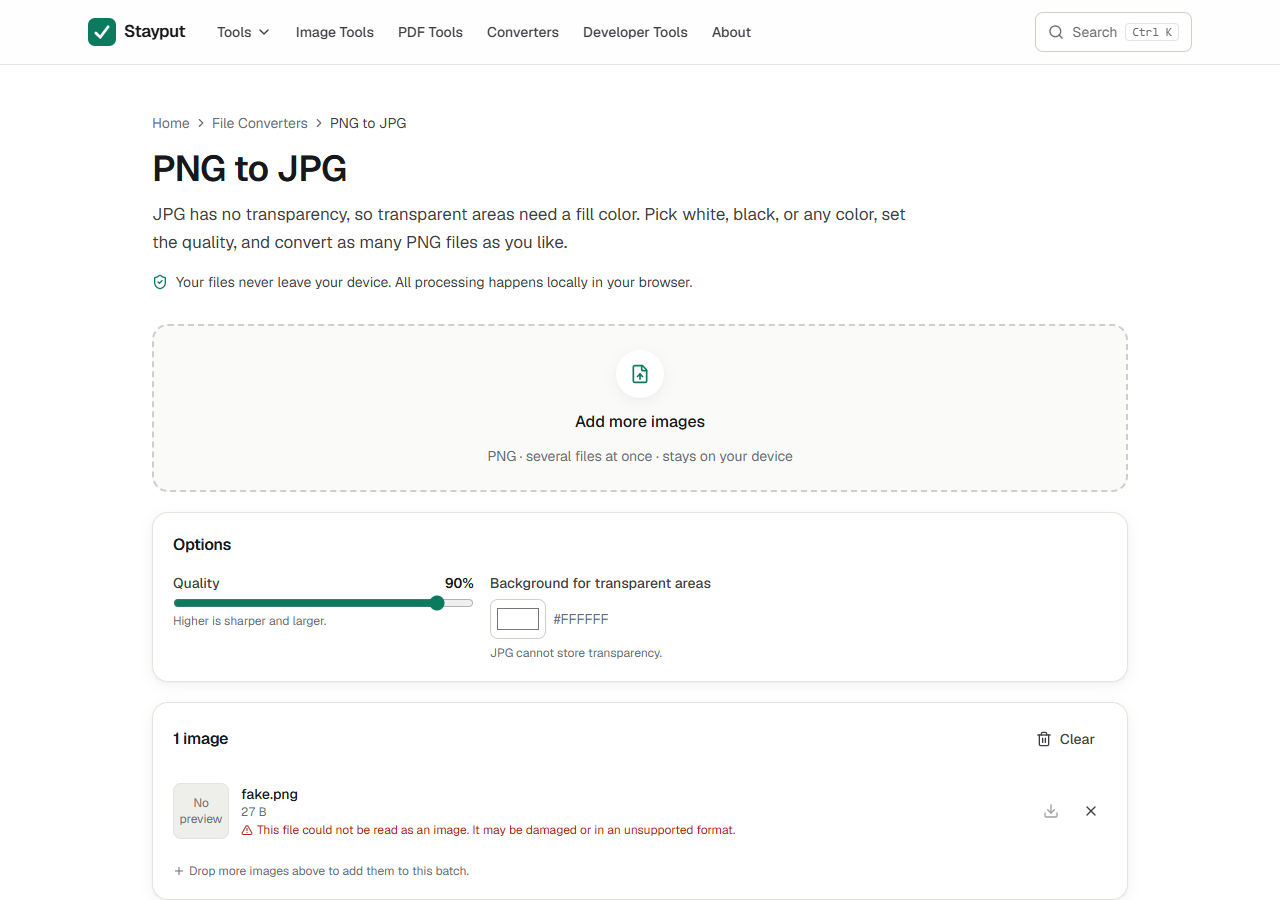 Stayput
Tools
Image Tools
PDF Tools
Converters
Developer Tools
About
Search
Ctrl K
Home > File Converters > PNG to JPG
PNG to JPG
JPG has no transparency, so transparent areas need a fill color. Pick white, black, or any color, set
the quality, and convert as many PNG files as you like.
Your files never leave your device. All processing happens locally in your browser.
Add more images
PNG · several files at once · stays on your device
Options
Quality
90%
Higher is sharper and larger.
Background for transparent areas
#FFFFFF
JPG cannot store transparency.
1 image
Clear
No
preview
fake.png
27 B
This file could not be read as an image. It may be damaged or in an unsupported format.
Drop more images above to add them to this batch.